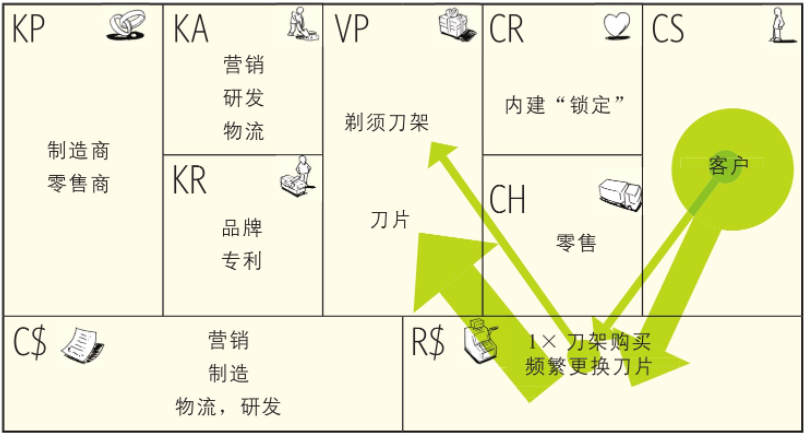 KP
制造商
零售商
KA
营销
研发
物流
KR
品牌
专利
VP
剃须刀架
刀片
CR
内建“锁定”
CH
零售
CS
客户
C$
营销
制造
物流，研发
R$
1× 刀架购买
频繁更换刀片